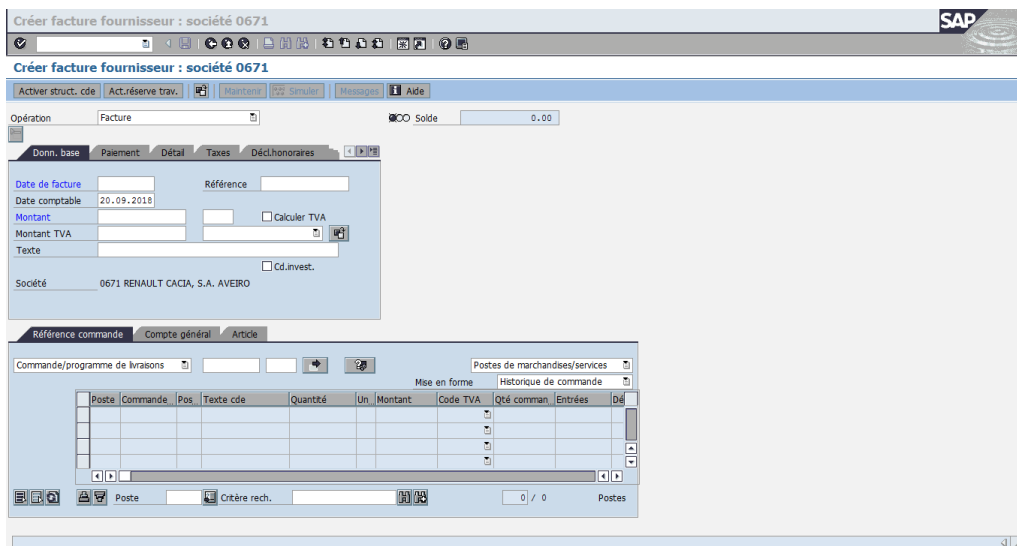 Créer facture fournisseur : société 0671
SAP
Créer facture fournisseur : société 0671
Activer struct. cde Act.réserve trav. Maintenir Simuler Messages Aide
Opération Facture Solde 0.00
Donn. base Paiement Détail Taxes Décl.honoraires
Date de facture Référence
Date comptable 20.09.2018
Montant Calculer TVA
Montant TVA
Texte
Cd.invest.
Société 0671 RENAULT CACIA, S.A. AVEIRO
Référence commande Compte général Article
Commande/programme de livraisons Postes de marchandises/services
Mise en forme Historique de commande
Poste Commande... Pos... Texte cde Quantité Un... Montant Code TVA Qté comman... Entrées Dé
Poste Critère rech. 0 / 0 Postes